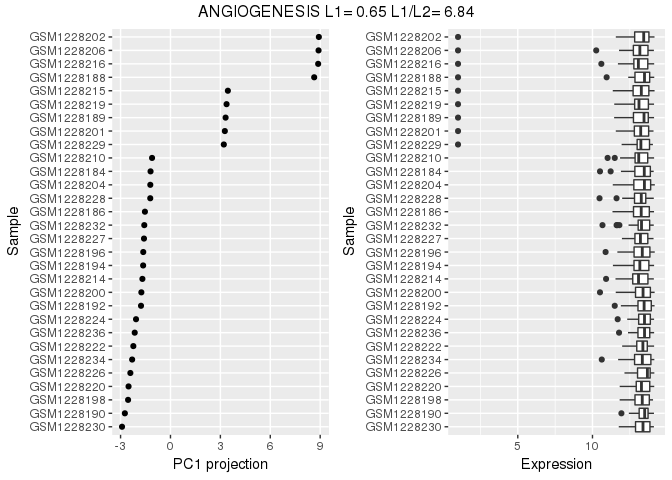 ANGIOGENESIS L1= 0.65 L1/L2= 6.84
Sample
GSM1228202
GSM1228206
GSM1228216
GSM1228188
GSM1228215
GSM1228219
GSM1228189
GSM1228201
GSM1228229
GSM1228210
GSM1228184
GSM1228204
GSM1228228
GSM1228186
GSM1228232
GSM1228227
GSM1228196
GSM1228194
GSM1228214
GSM1228200
GSM1228192
GSM1228224
GSM1228236
GSM1228222
GSM1228234
GSM1228226
GSM1228220
GSM1228198
GSM1228190
GSM1228230
-3 0 3 6 9
PC1 projection
Sample
GSM1228202
GSM1228206
GSM1228216
GSM1228188
GSM1228215
GSM1228219
GSM1228189
GSM1228201
GSM1228229
GSM1228210
GSM1228184
GSM1228204
GSM1228228
GSM1228186
GSM1228232
GSM1228227
GSM1228196
GSM1228194
GSM1228214
GSM1228200
GSM1228192
GSM1228224
GSM1228236
GSM1228222
GSM1228234
GSM1228226
GSM1228220
GSM1228198
GSM1228190
GSM1228230
5 10
Expression